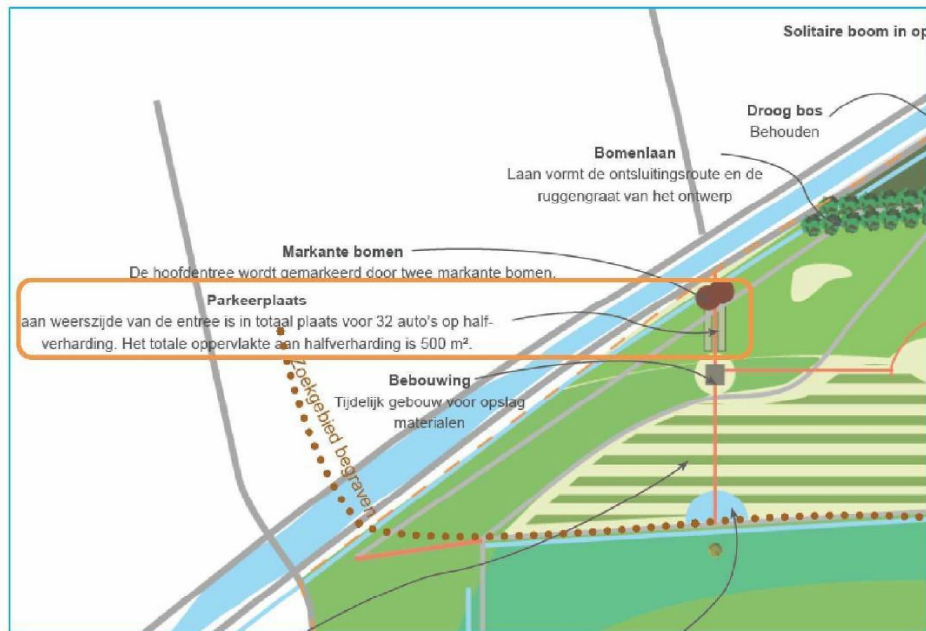 Solitaire boom in op
Droog bos
Behouden
Bomenlaan
Laan vormt de ontsluitingsroute en de
ruggengraat van het ontwerp
Markante bomen
De hoofdentree wordt gemarkeerd door twee markante bomen.
Parkeerplaats
aan weerszijde van de entree is in totaal plaats voor 32 auto's op half-
verharding. Het totale oppervlakte aan halfverharding is 500 m².
Bebouwing
Tijdelijk gebouw voor opslag
materialen
Zoekgebied begraven